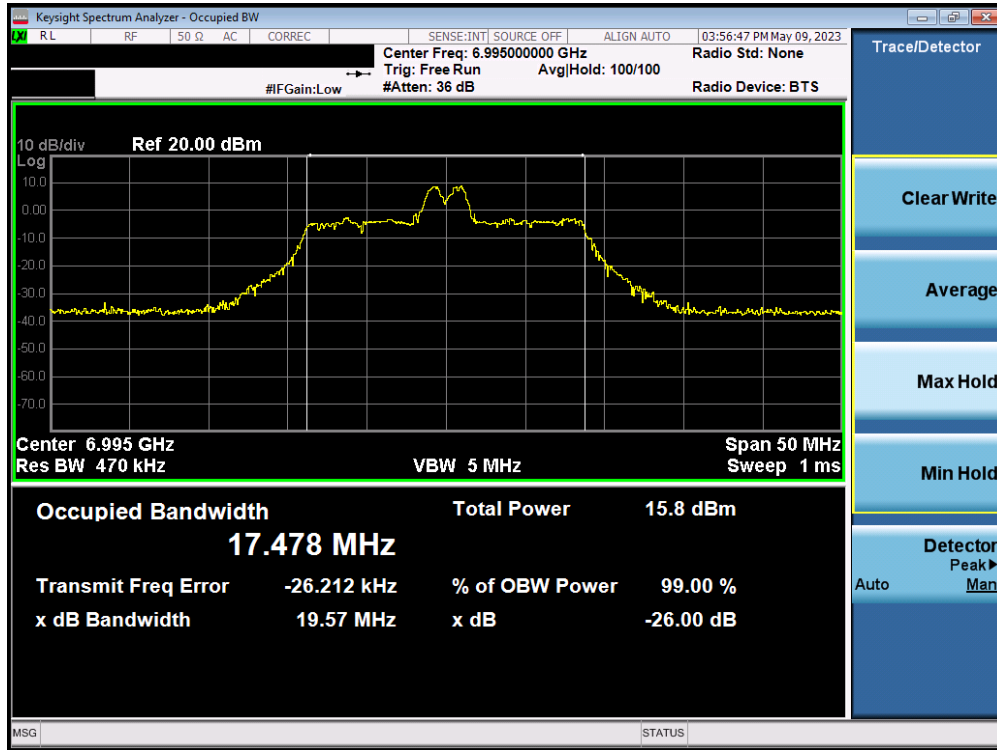 Keysight Spectrum Analyzer - Occupied BW
LXI RL RF 50 Ω AC CORREC SENSE:INT SOURCE OFF ALIGN AUTO 03:56:47 PM May 09, 2023
Center Freq: 6.995000000 GHz Radio Std: None
Trig: Free Run Avg|Hold: 100/100
#IFGain:Low #Atten: 36 dB Radio Device: BTS
Trace/Detector
10 dB/div Ref 20.00 dBm
Log
10.0
0.00
-10.0
-20.0
-30.0
-40.0
-50.0
-60.0
-70.0
Center 6.995 GHz Span 50 MHz
Res BW 470 kHz VBW 5 MHz Sweep 1 ms
Occupied Bandwidth Total Power 15.8 dBm
17.478 MHz
Transmit Freq Error -26.212 kHz % of OBW Power 99.00 %
x dB Bandwidth 19.57 MHz x dB -26.00 dB
Clear Write
Average
Max Hold
Min Hold
Detector
Peak▶
Auto Man
MSG STATUS